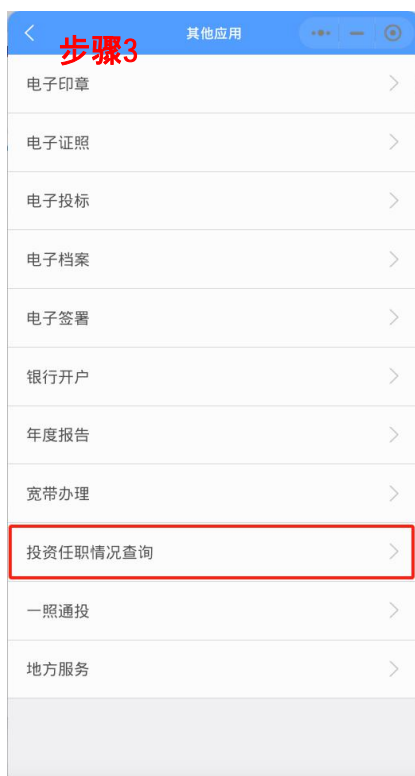 步骤3
其他应用
电子印章
电子证照
电子投标
电子档案
电子签署
银行开户
年度报告
宽带办理
投资任职情况查询
一照通投
地方服务